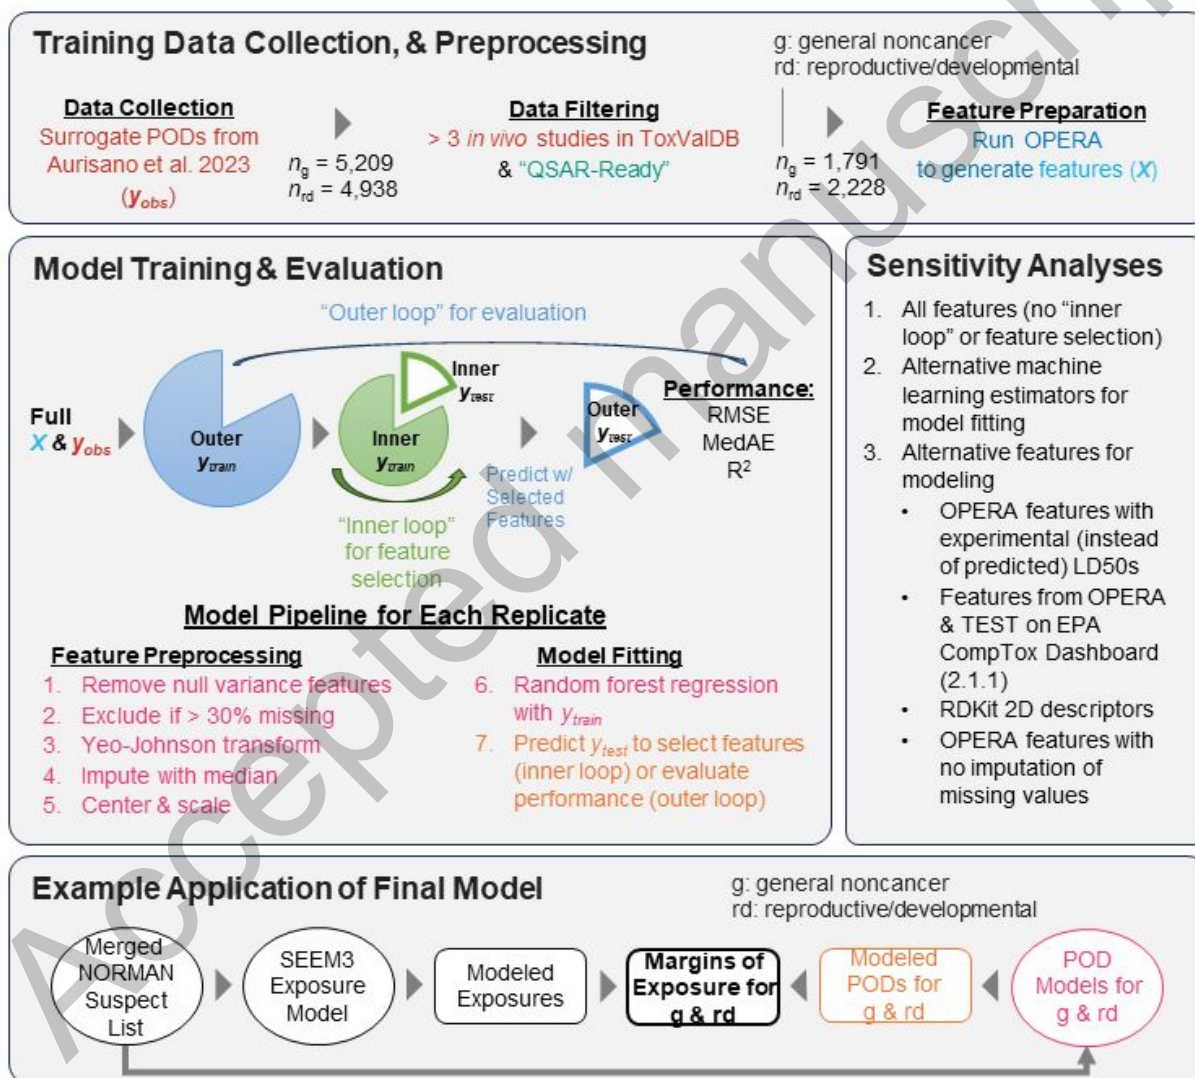 Training Data Collection, & Preprocessing
g: general noncancer
rd: reproductive/developmental
Data Collection
Surrogate PODs from
Aurisano et al. 2023
(yobs)
ng = 5,209
nrd = 4,938
Data Filtering
> 3 in vivo studies in ToxValDB
& “QSAR-Ready”
ng = 1,791
nrd = 2,228
Feature Preparation
Run OPERA
to generate features (X)
Model Training & Evaluation
“Outer loop” for evaluation
Full
X & yobs
Outer
ytrain
Inner
ytest
Inner
ytrain
“Inner loop”
for feature
selection
Predict w/
Selected
Features
Outer
ytest
Performance:
RMSE
MedAE
R2
Model Pipeline for Each Replicate
Feature Preprocessing
1. Remove null variance features
2. Exclude if > 30% missing
3. Yeo-Johnson transform
4. Impute with median
5. Center & scale
Model Fitting
6. Random forest regression
with ytrain
7. Predict ytest to select features
(inner loop) or evaluate
performance (outer loop)
Sensitivity Analyses
1. All features (no “inner
loop” or feature selection)
2. Alternative machine
learning estimators for
model fitting
3. Alternative features for
modeling
• OPERA features with
experimental (instead
of predicted) LD50s
• Features from OPERA
& TEST on EPA
CompTox Dashboard
(2.1.1)
• RDKit 2D descriptors
• OPERA features with
no imputation of
missing values
Example Application of Final Model
g: general noncancer
rd: reproductive/developmental
Merged
NORMAN
Suspect
List
SEEM3
Exposure
Model
Modeled
Exposures
Margins of
Exposure for
g & rd
Modeled
PODs for
g & rd
POD
Models for
g & rd
Accepted manuscrip